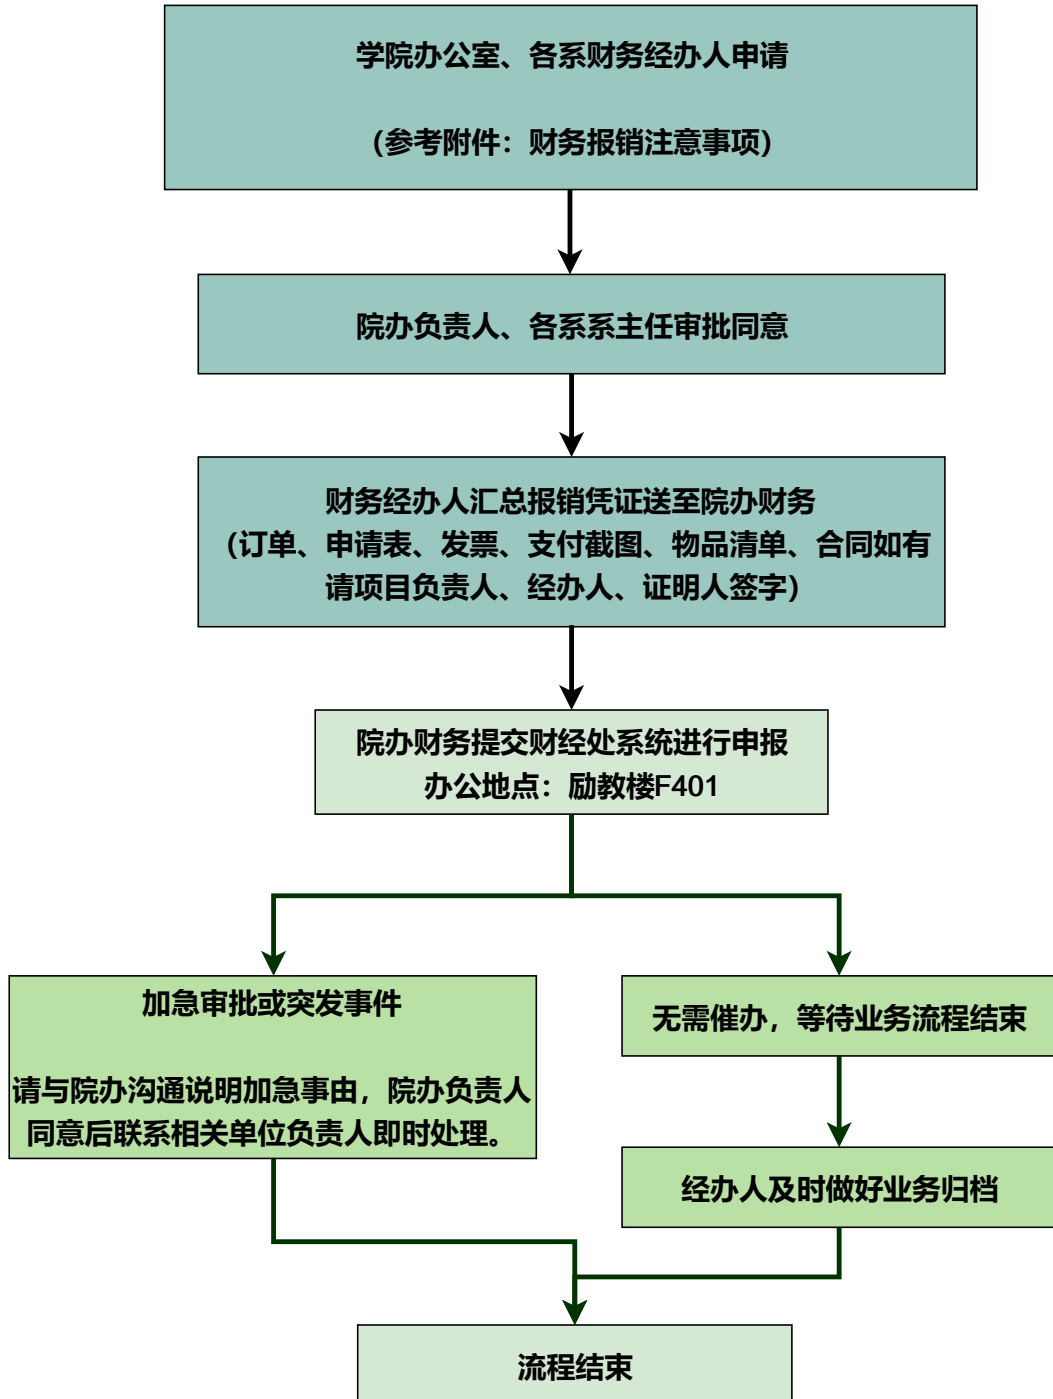 学院办公室、各系财务经办人申请
（参考附件：财务报销注意事项）
院办负责人、各系系主任审批同意
财务经办人汇总报销凭证送至院办财务
（订单、申请表、发票、支付截图、物品清单、合同如有
请项目负责人、经办人、证明人签字）
院办财务提交财经处系统进行申报
办公地点：励教楼F401
加急审批或突发事件
请与院办沟通说明加急事由，院办负责人
同意后联系相关单位负责人即时处理。
无需催办，等待业务流程结束
经办人及时做好业务归档
流程结束